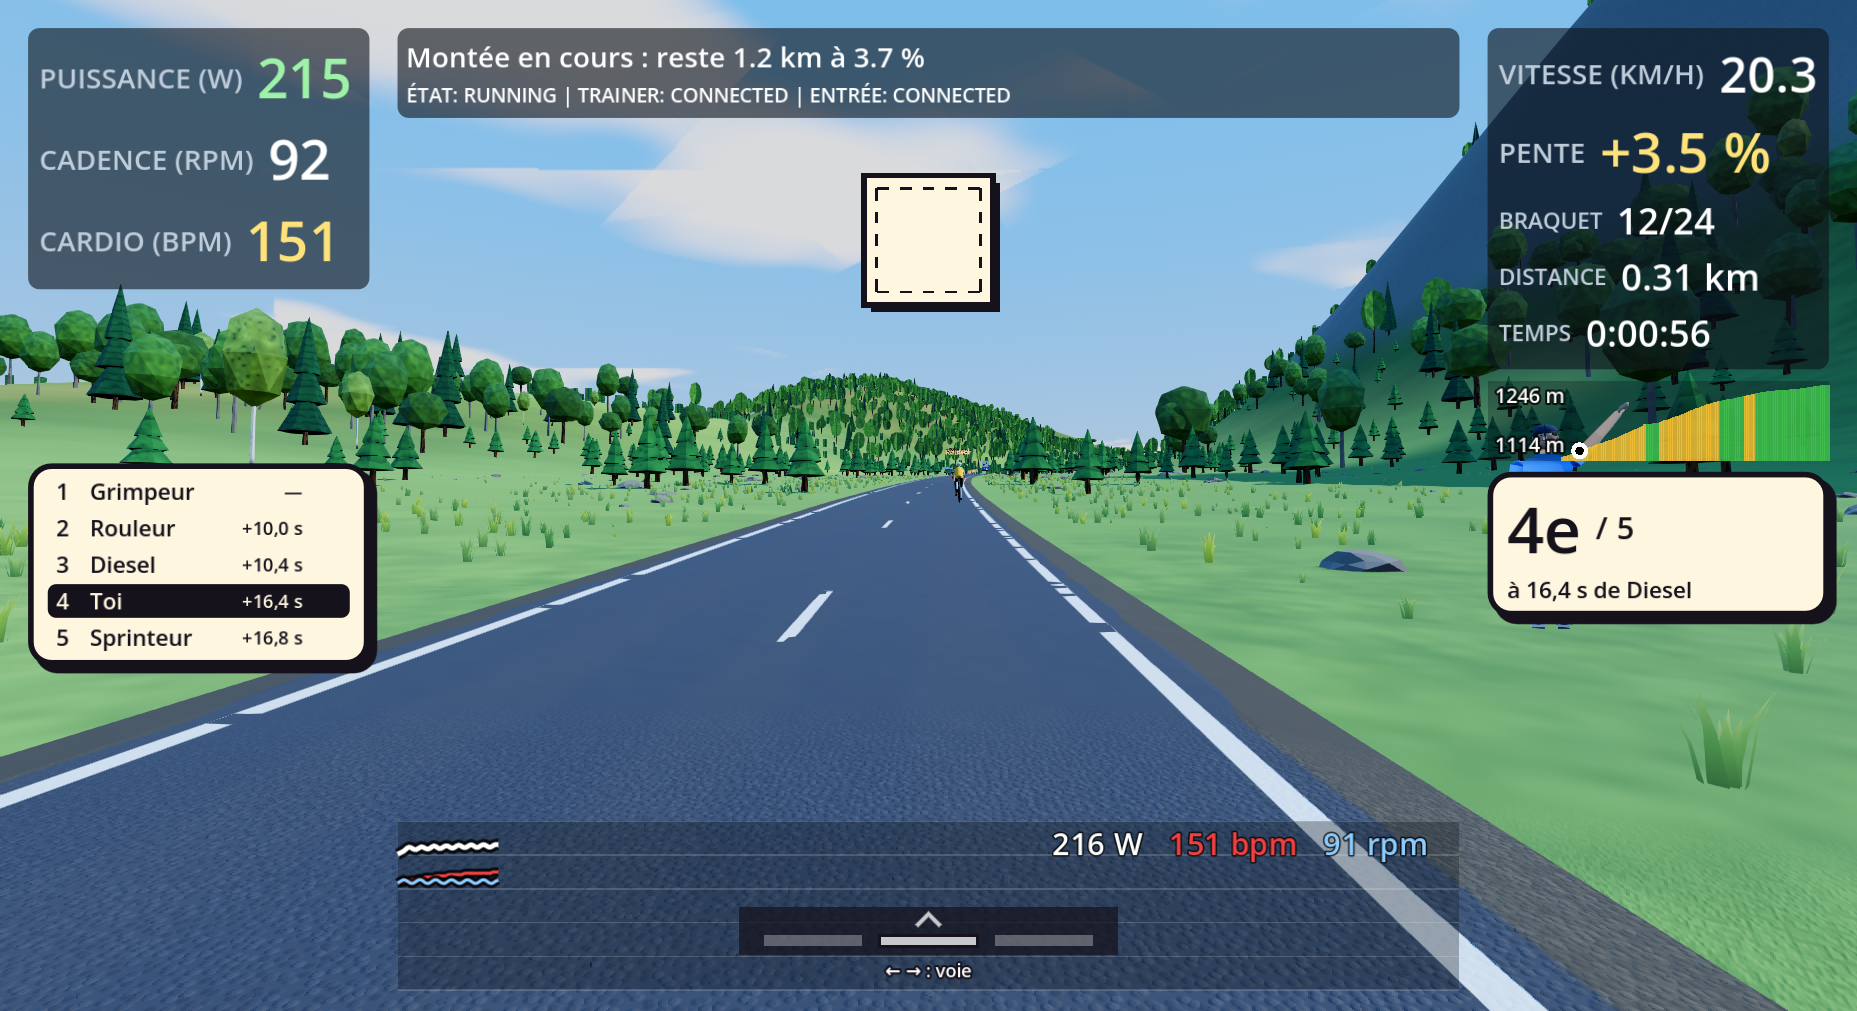 PUISSANCE (W) 215
CADENCE (RPM) 92
CARDIO (BPM) 151
Montée en cours : reste 1.2 km à 3.7 %
ÉTAT: RUNNING | TRAINER: CONNECTED | ENTRÉE: CONNECTED
VITESSE (KM/H) 20.3
PENTE +3.5 %
BRAQUET 12/24
DISTANCE 0.31 km
TEMPS 0:00:56
1246 m
1114 m
1 Grimpeur —
2 Rouleur +10,0 s
3 Diesel +10,4 s
4 Toi +16,4 s
5 Sprinteur +16,8 s
4e / 5
à 16,4 s de Diesel
216 W 151 bpm 91 rpm
← → : voie